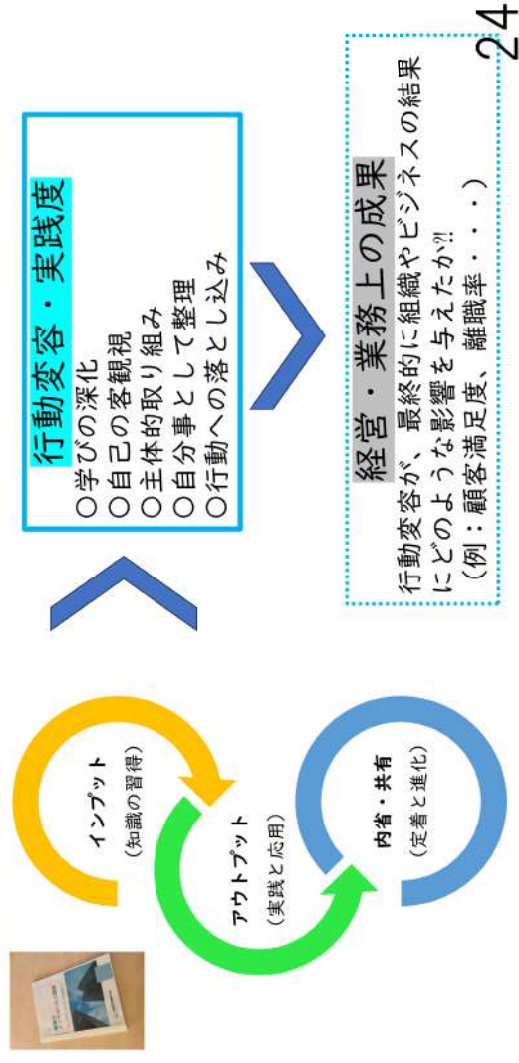 インプット
(知識の習得)
アウトプット
(実践と応用)
内省・共有
(定着と進化)
行動変容・実践度
○学びの深化
○自己の客観視
○主体的取り組み
○自分事として整理
○行動への落とし込み
経営・業務上の成果
行動変容が、最終的に組織やビジネスの結果
にどのような影響を与えたか⁈
(例：顧客満足度、離職率・・・)
24